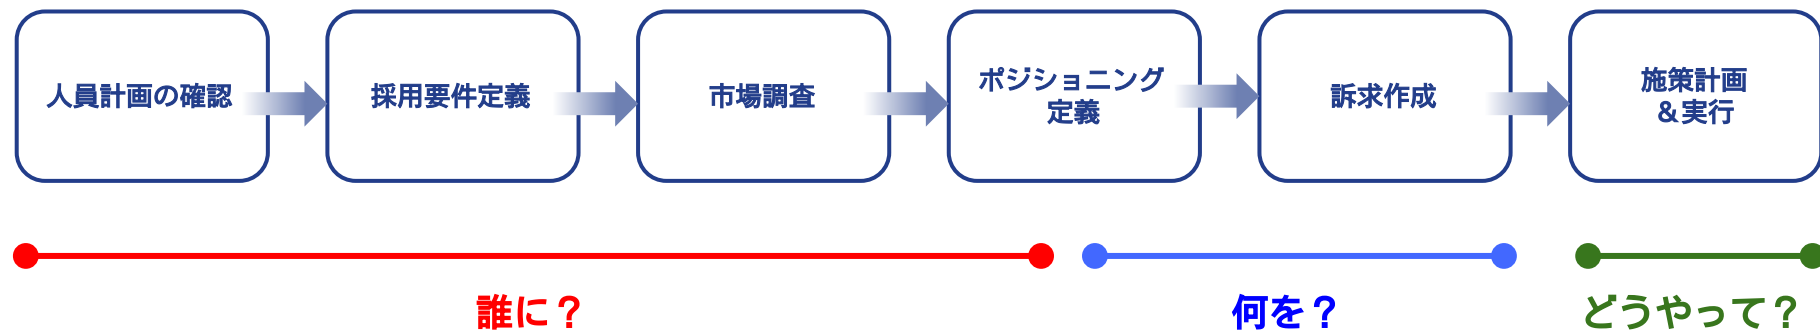 人員計画の確認
採用要件定義
市場調査
ポジショニング
定義
訴求作成
施策計画
＆実行
誰に？
何を？
どうやって？